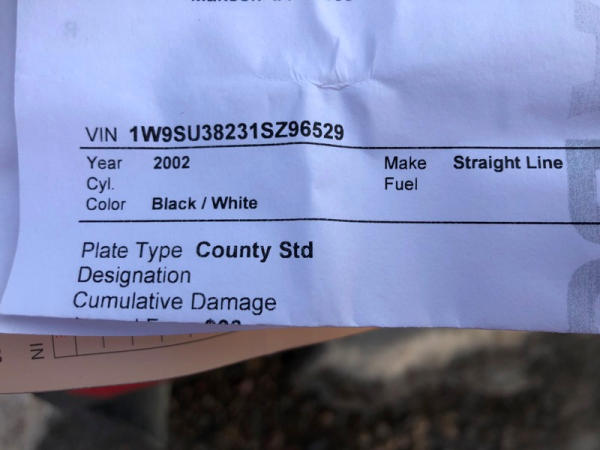 VIN 1W9SU38231SZ96529
Year 2002 Make Straight Line
Cyl. Fuel
Color Black / White
Plate Type County Std
Designation
Cumulative Damage
IN